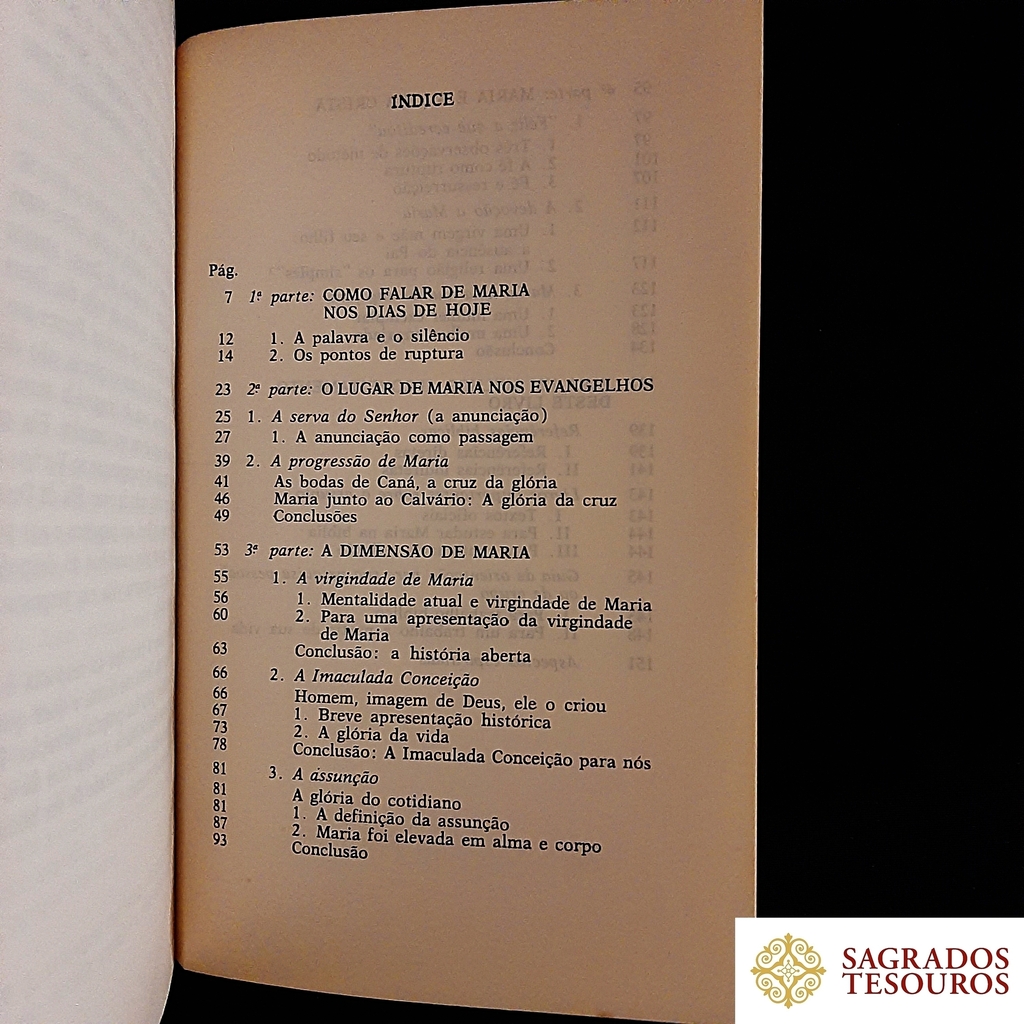 ÍNDICE
Pág.
7 1ª parte: COMO FALAR DE MARIA
NOS DIAS DE HOJE
12 1. A palavra e o silêncio
14 2. Os pontos de ruptura
23 2ª parte: O LUGAR DE MARIA NOS EVANGELHOS
25 1. A serva do Senhor (a anunciação)
27 1. A anunciação como passagem
39 2. A progressão de Maria
41 As bodas de Caná, a cruz da glória
46 Maria junto ao Calvário: A glória da cruz
49 Conclusões
53 3ª parte: A DIMENSÃO DE MARIA
55 1. A virgindade de Maria
56 1. Mentalidade atual e virgindade de Maria
60 2. Para uma apresentação da virgindade
de Maria
63 Conclusão: a história aberta
66 2. A Imaculada Conceição
66 Homem, imagem de Deus, ele o criou
67 1. Breve apresentação histórica
73 2. A glória da vida
78 Conclusão: A Imaculada Conceição para nós
81 3. A assunção
81 A glória do cotidiano
81 1. A definição da assunção
87 2. Maria foi elevada em alma e corpo
93 Conclusão
SAGRADOS
TESOUROS